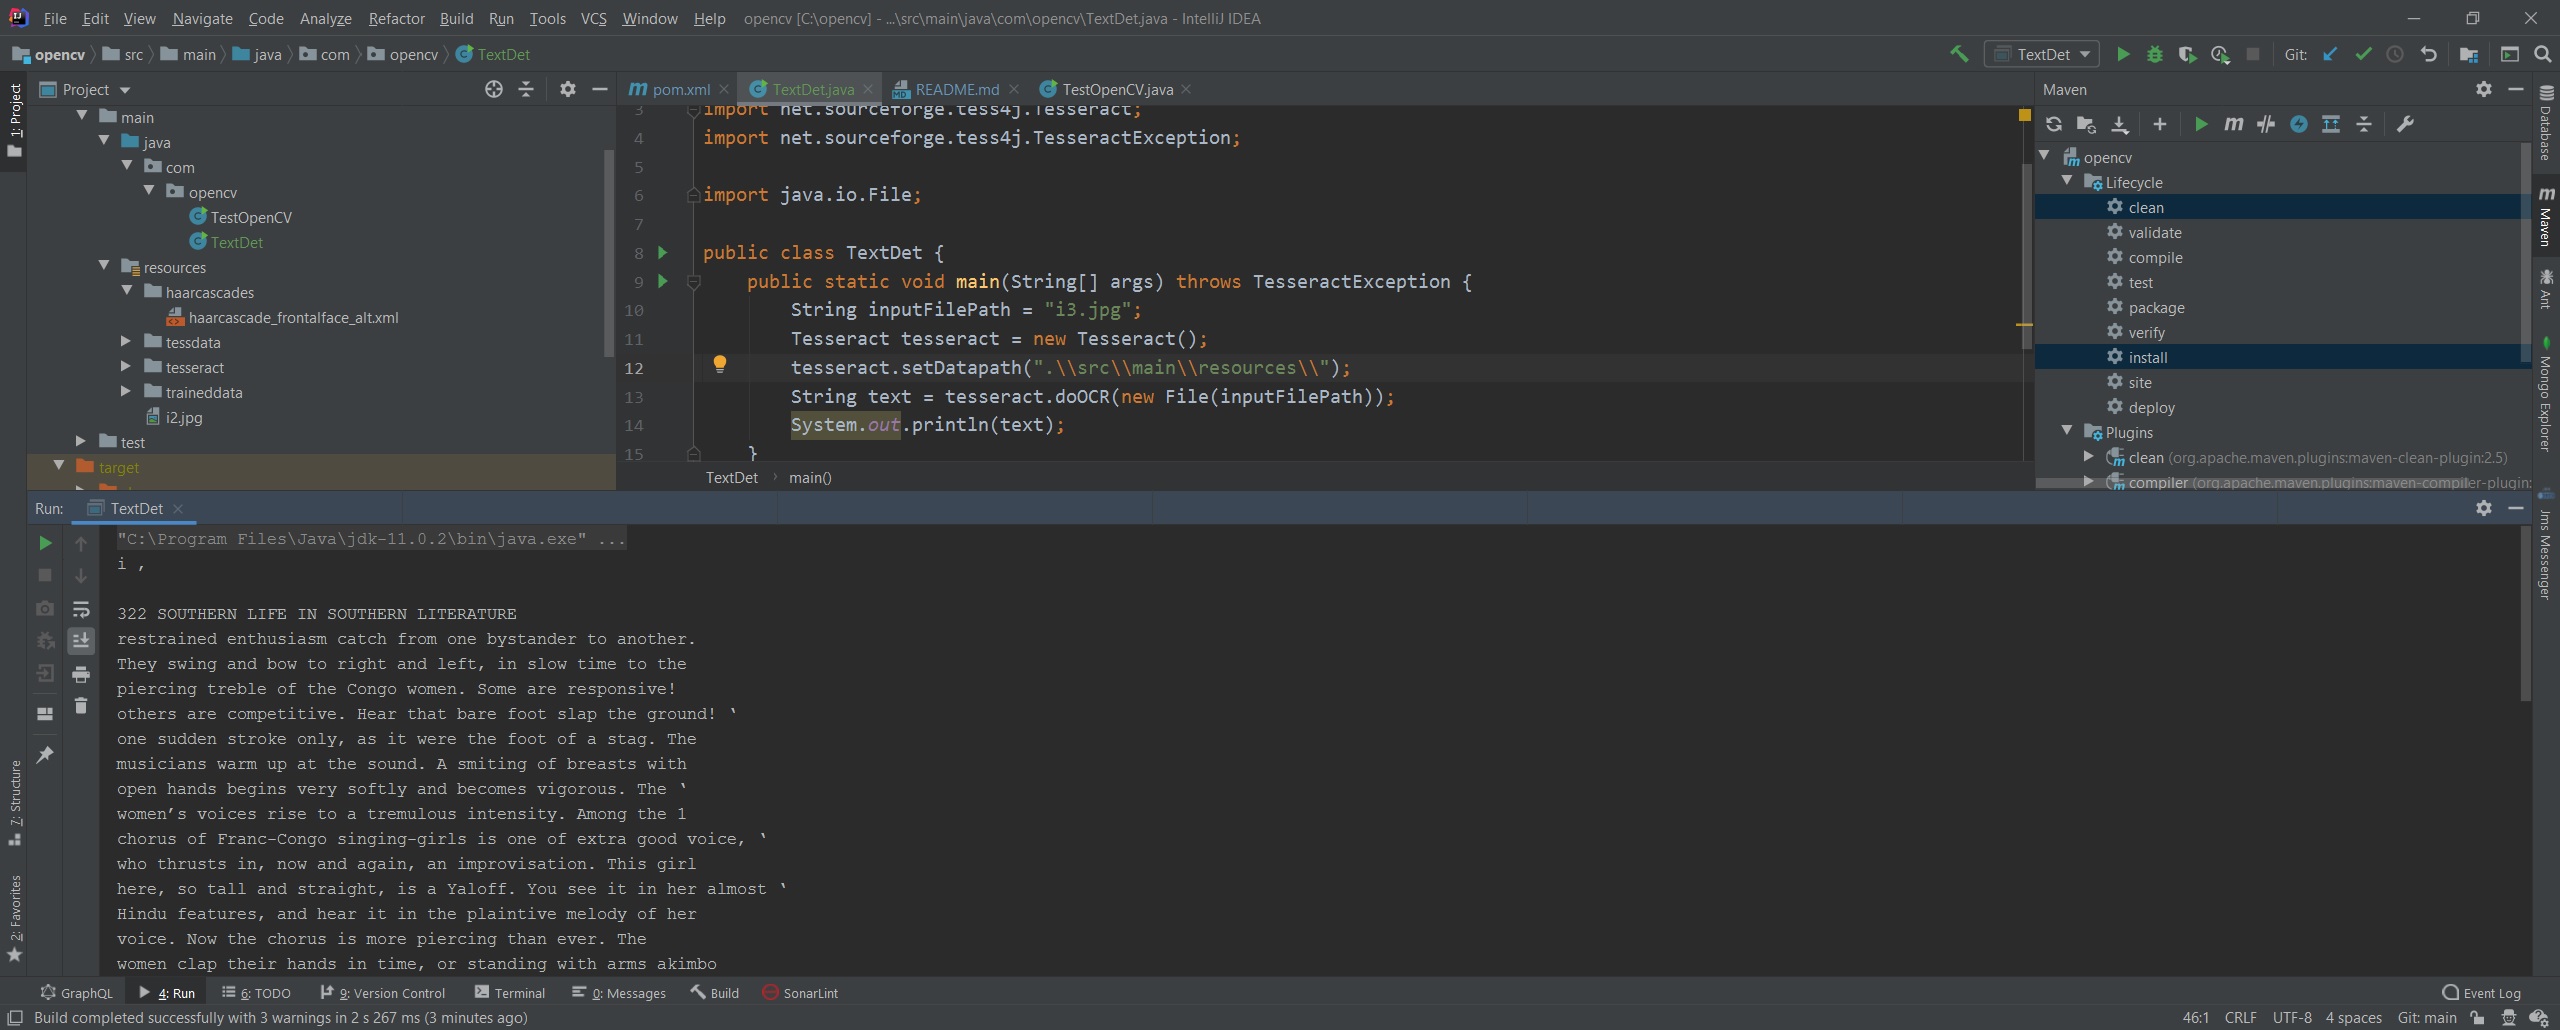 File Edit View Navigate Code Analyze Refactor Build Run Tools VCS Window Help opencv [C:\opencv] - ...\src\main\java\com\opencv\TextDet.java - IntelliJ IDEA
opencv src main java com opencv TextDet
TextDet Git:
1: Project
Project
main
java
com
opencv
TestOpenCV
TextDet
resources
haarcascades
haarcascade_frontalface_alt.xml
tessdata
tesseract
traineddata
i2.jpg
test
target
pom.xml TextDet.java README.md TestOpenCV.java
3 import net.sourceforge.tess4j.Tesseract;
4 import net.sourceforge.tess4j.TesseractException;
5
6 import java.io.File;
7
8 public class TextDet {
9 public static void main(String[] args) throws TesseractException {
10 String inputFilePath = "i3.jpg";
11 Tesseract tesseract = new Tesseract();
12 tesseract.setDatapath(".\\src\\main\\resources\\");
13 String text = tesseract.doOCR(new File(inputFilePath));
14 System.out.println(text);
15 }
TextDet main()
Maven
opencv
Lifecycle
clean
validate
compile
test
package
verify
install
site
deploy
Plugins
clean (org.apache.maven.plugins:maven-clean-plugin:2.5)
compiler (org.apache.maven.plugins:maven-compiler-plugin:
Database
Maven
Ant
Mongo Explorer
Jms Messenger
Run: TextDet
"C:\Program Files\Java\jdk-11.0.2\bin\java.exe" ...
i ,
322 SOUTHERN LIFE IN SOUTHERN LITERATURE
restrained enthusiasm catch from one bystander to another.
They swing and bow to right and left, in slow time to the
piercing treble of the Congo women. Some are responsive!
others are competitive. Hear that bare foot slap the ground! ‘
one sudden stroke only, as it were the foot of a stag. The
musicians warm up at the sound. A smiting of breasts with
open hands begins very softly and becomes vigorous. The ‘
women’s voices rise to a tremulous intensity. Among the 1
chorus of Franc-Congo singing-girls is one of extra good voice, ‘
who thrusts in, now and again, an improvisation. This girl
here, so tall and straight, is a Yaloff. You see it in her almost ‘
Hindu features, and hear it in the plaintive melody of her
voice. Now the chorus is more piercing than ever. The
women clap their hands in time, or standing with arms akimbo
7: Structure
2: Favorites
GraphQL 4: Run 6: TODO 9: Version Control Terminal 0: Messages Build SonarLint Event Log
Build completed successfully with 3 warnings in 2 s 267 ms (3 minutes ago) 46:1 CRLF UTF-8 4 spaces Git: main